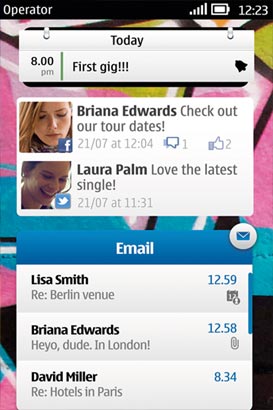 Operator 12:23
Today
8.00 pm First gig!!!
Briana Edwards Check out
our tour dates!
21/07 at 12:04 1 2
Laura Palm Love the latest
single!
21/07 at 11:31
Email
Lisa Smith 12.59
Re: Berlin venue
Briana Edwards 12.58
Heyo, dude. In London!
David Miller 8.34
Re: Hotels in Paris